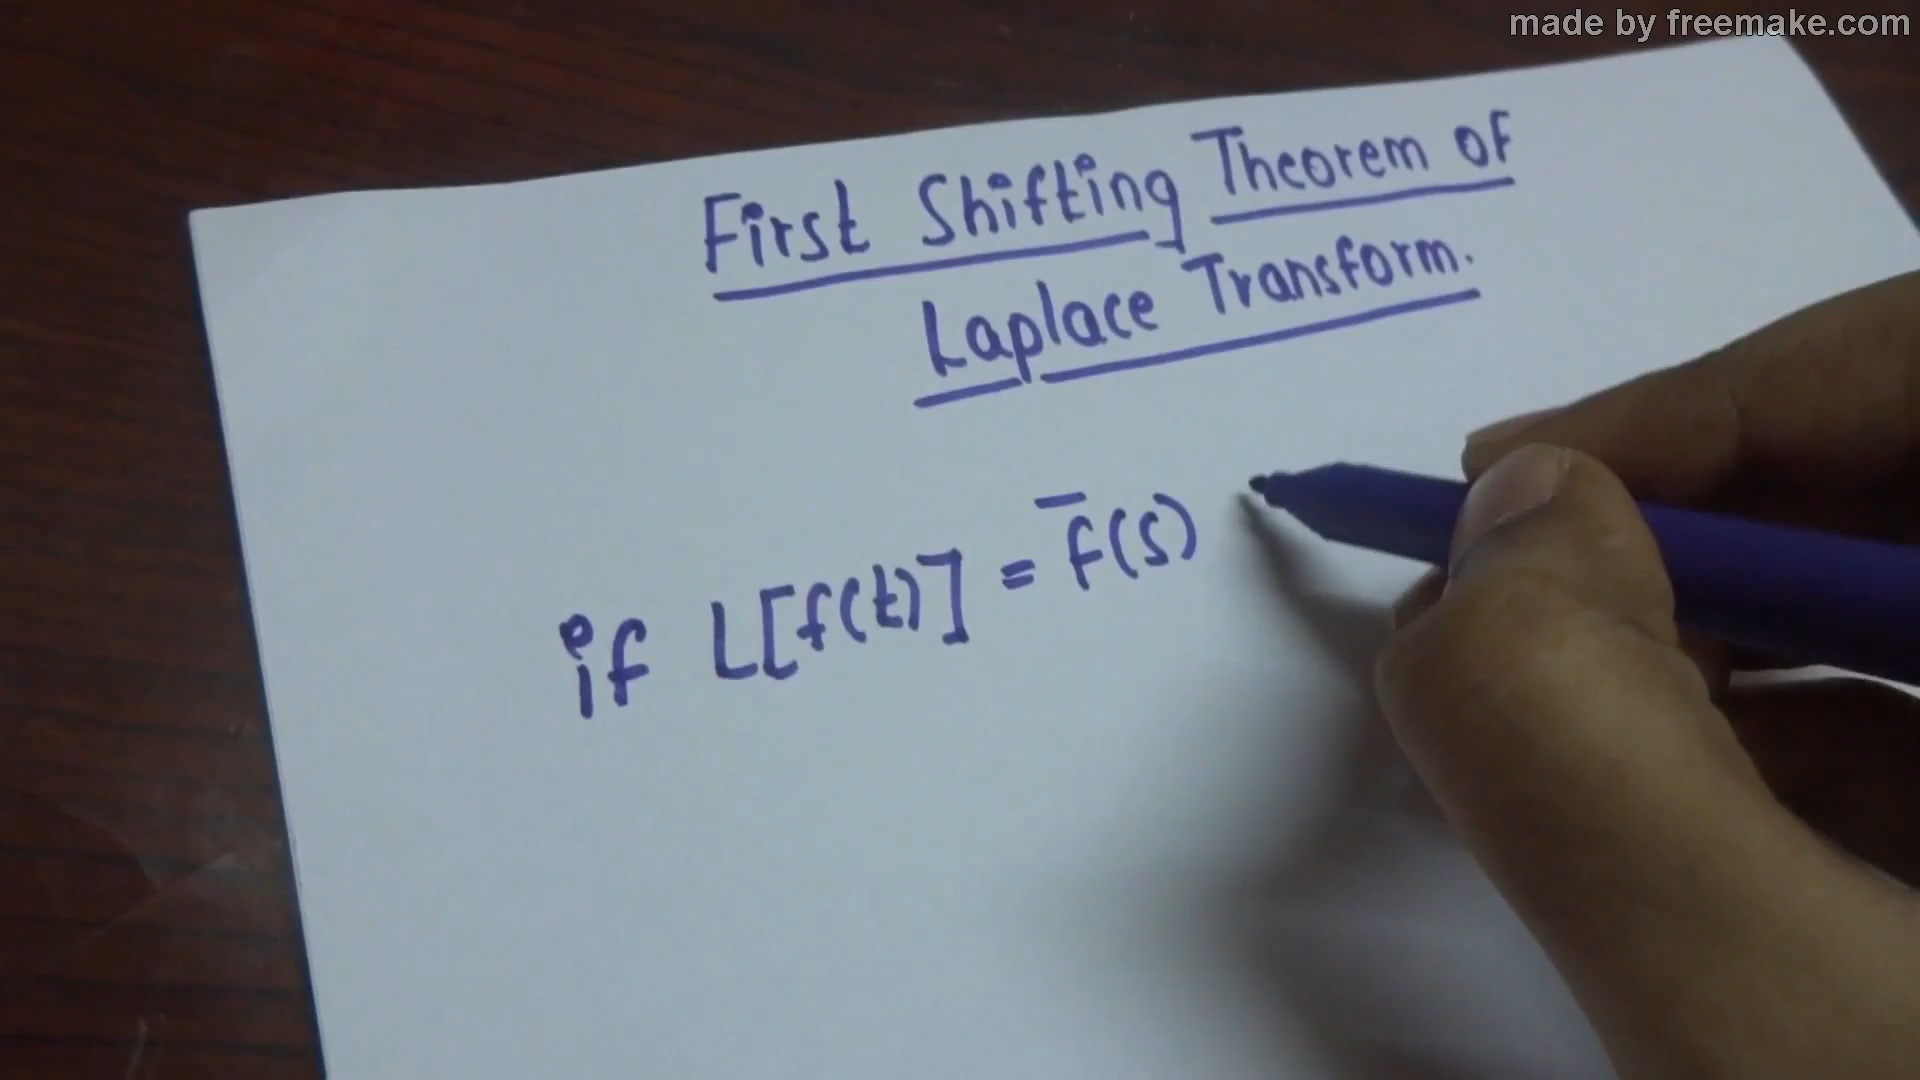 made by freemake.com
First Shifting Theorem of
Laplace Transform.
if L[f(t)] = f̅(s)